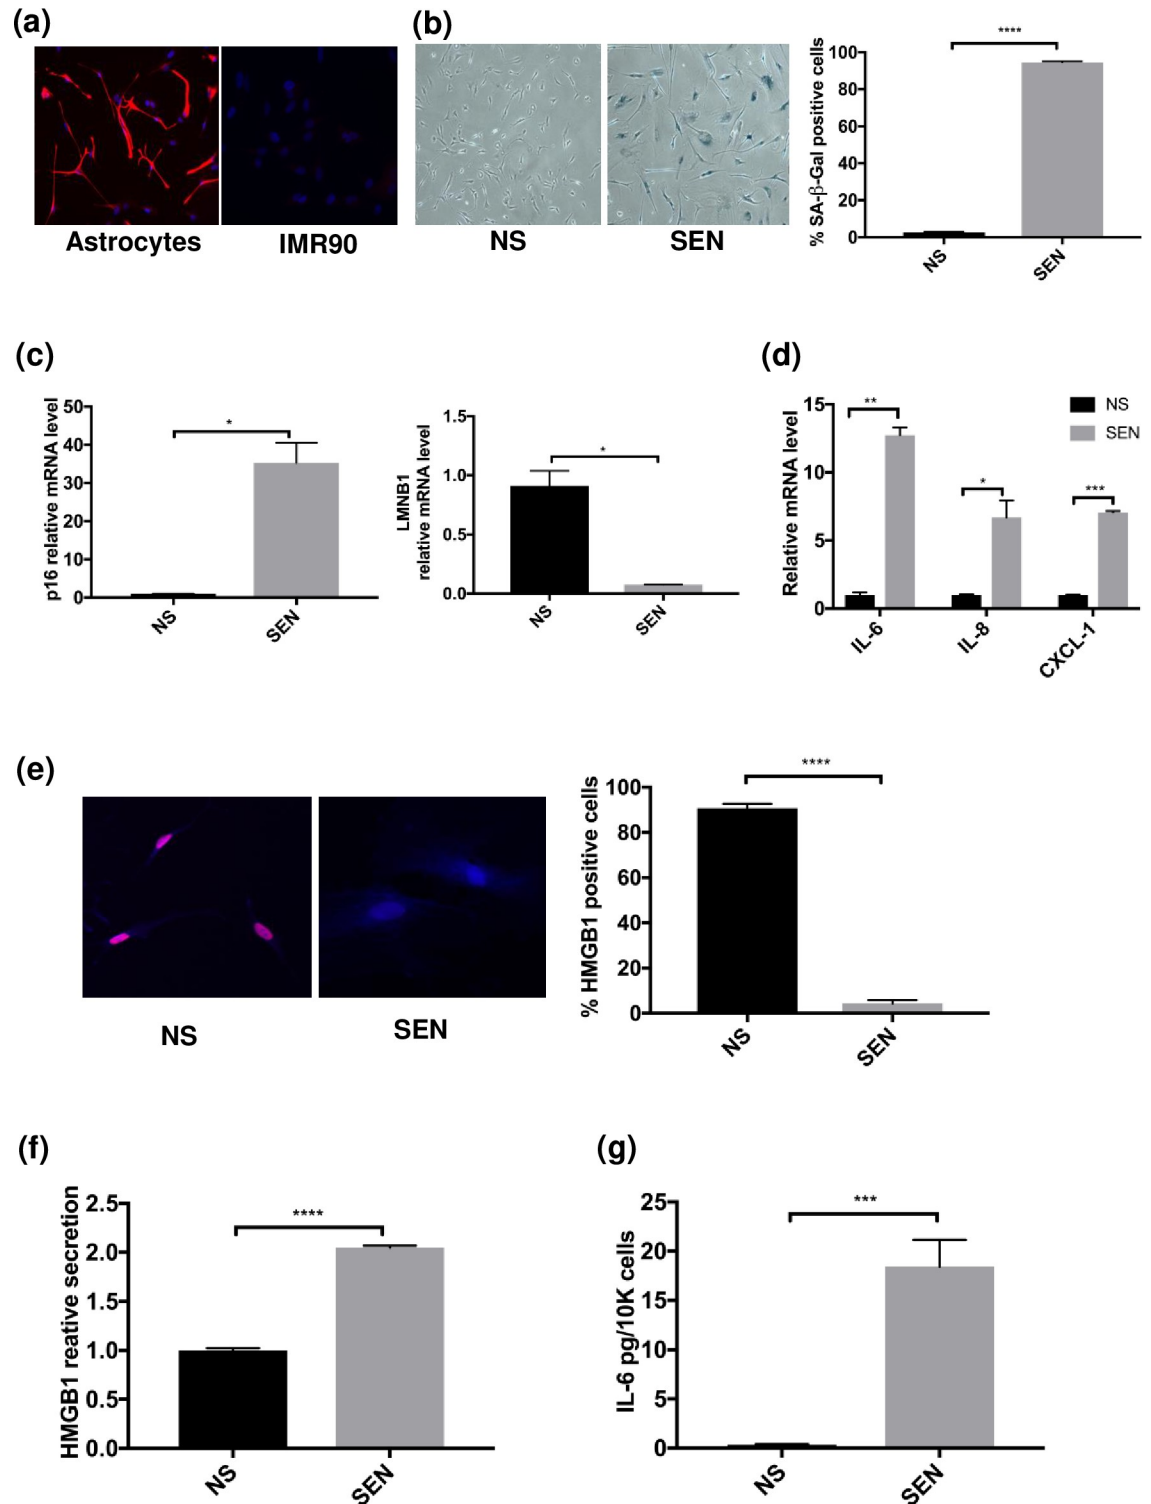 (a)
Astrocytes
IMR90
(b)
NS
SEN
% SA-β-Gal positive cells
100
80
60
40
20
0
****
NS
SEN
(c)
p16 relative mRNA level
50
40
30
20
10
0
*
NS
SEN
LMNB1
relative mRNA level
1.5
1.0
0.5
0.0
*
NS
SEN
(d)
Relative mRNA level
15
10
5
0
**
*
***
NS
SEN
IL-6
IL-8
CXCL-1
(e)
NS
SEN
% HMGB1 positive cells
100
80
60
40
20
0
****
NS
SEN
(f)
HMGB1 reative secretion
2.5
2.0
1.5
1.0
0.5
0.0
****
NS
SEN
(g)
IL-6 pg/10K cells
25
20
15
10
5
0
***
NS
SEN